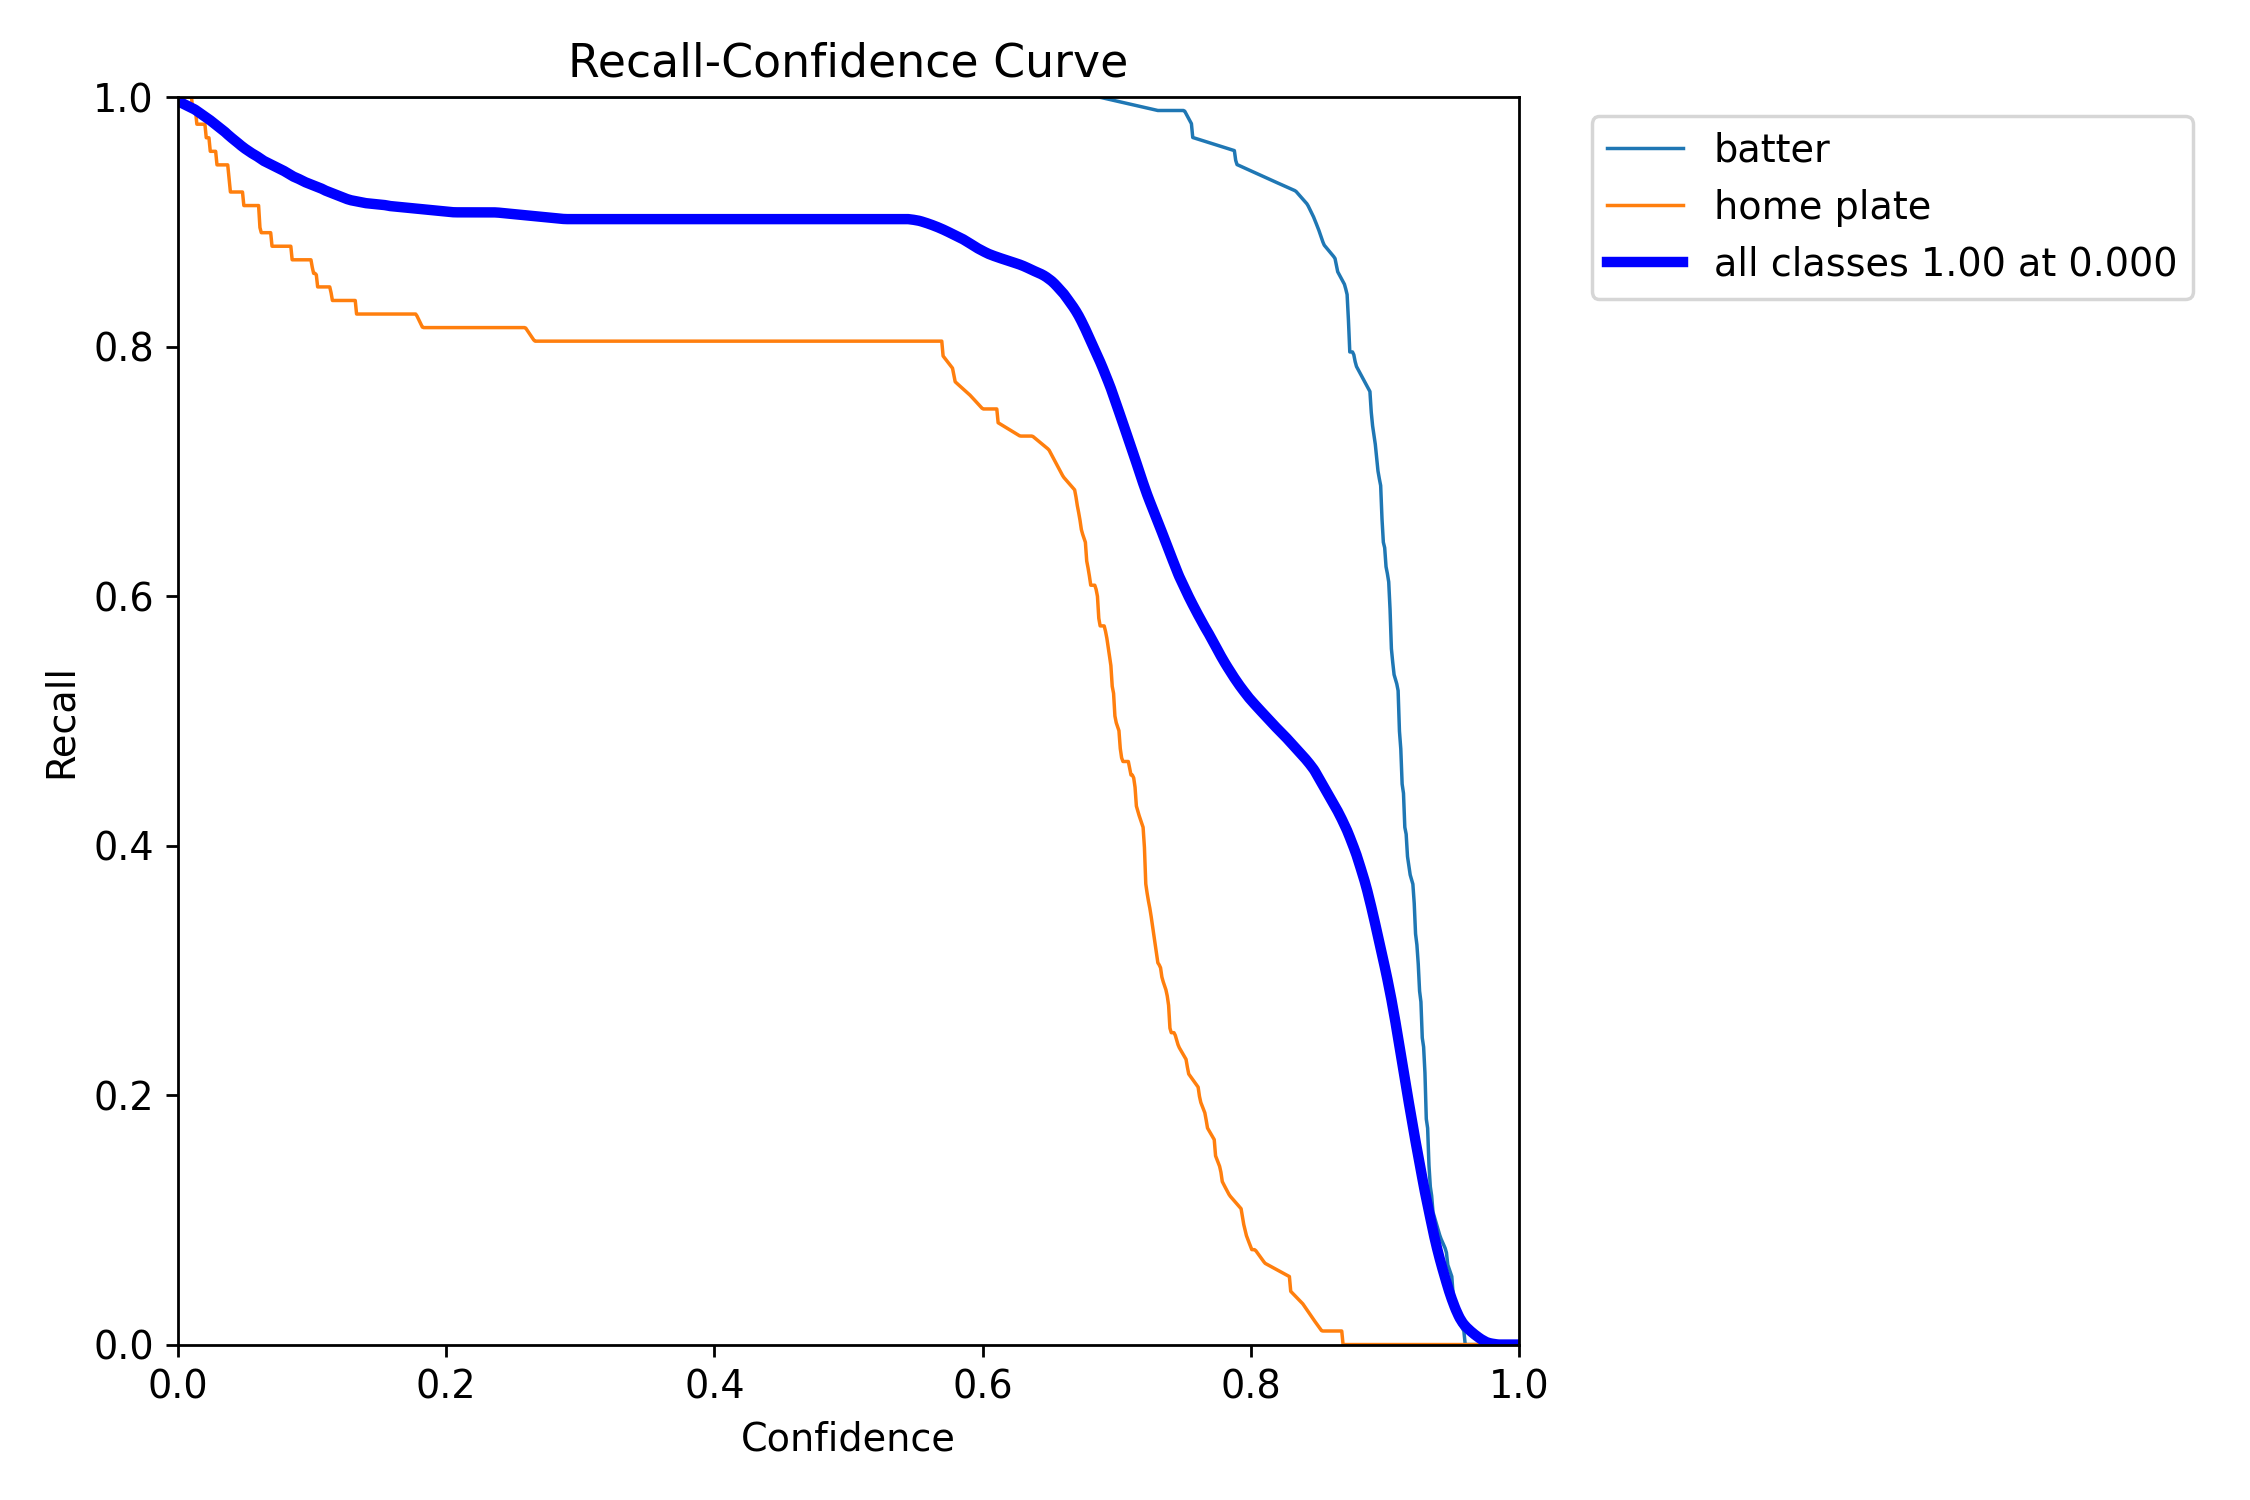 Recall-Confidence Curve
1.0
0.8
0.6
0.4
0.2
0.0
Recall
0.0 0.2 0.4 0.6 0.8 1.0
Confidence
batter
home plate
all classes 1.00 at 0.000